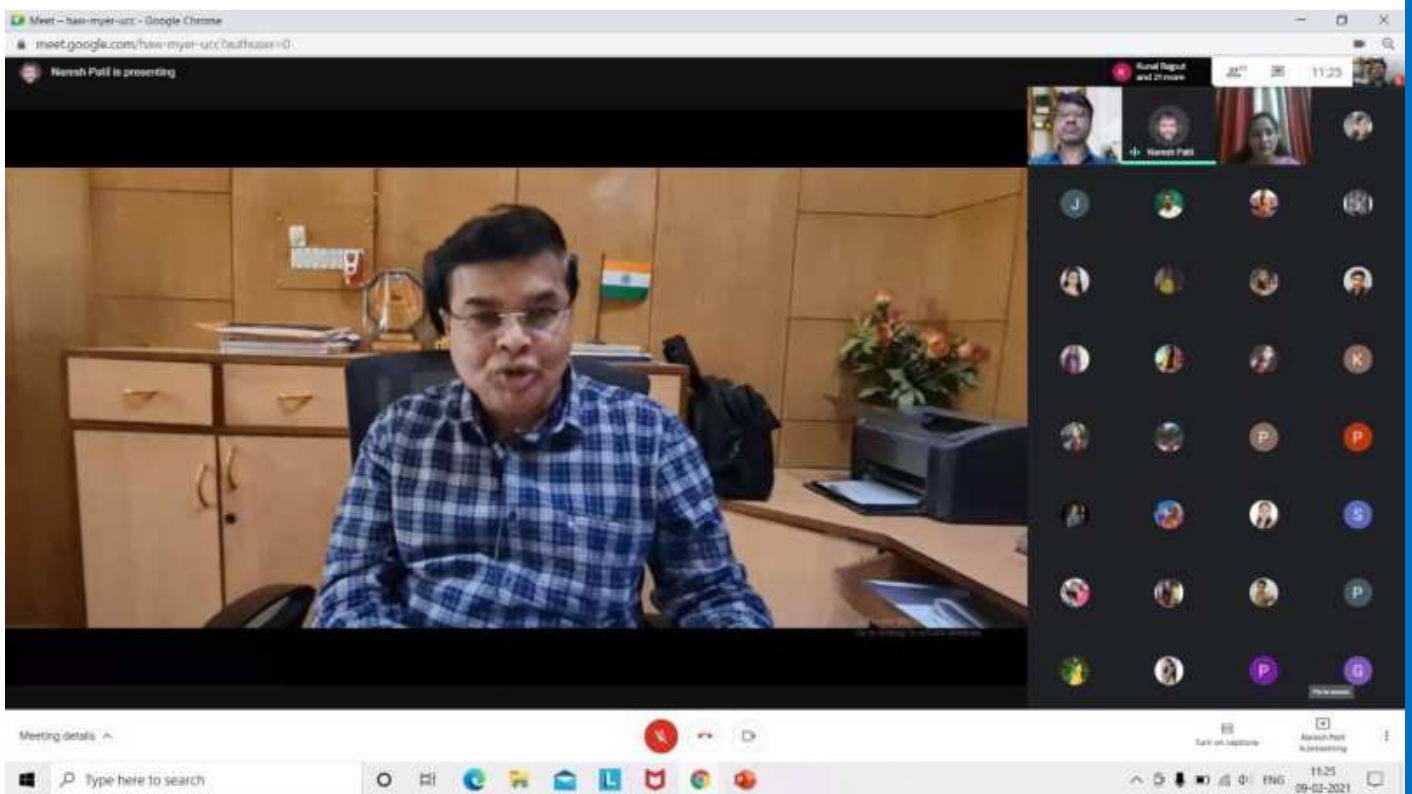 Meet – haw-myer-ucc - Google Chrome
meet.google.com/haw-myer-ucc?authuser=0
Naresh Patil is presenting
R
Kunal Rajput
and 21 more
11:25
Naresh Patil
J
K
P
P
S
P
P
G
Meeting details
Turn on captions
Naresh Patil
is presenting
Type here to search
L
ENG
11:25
09-02-2021